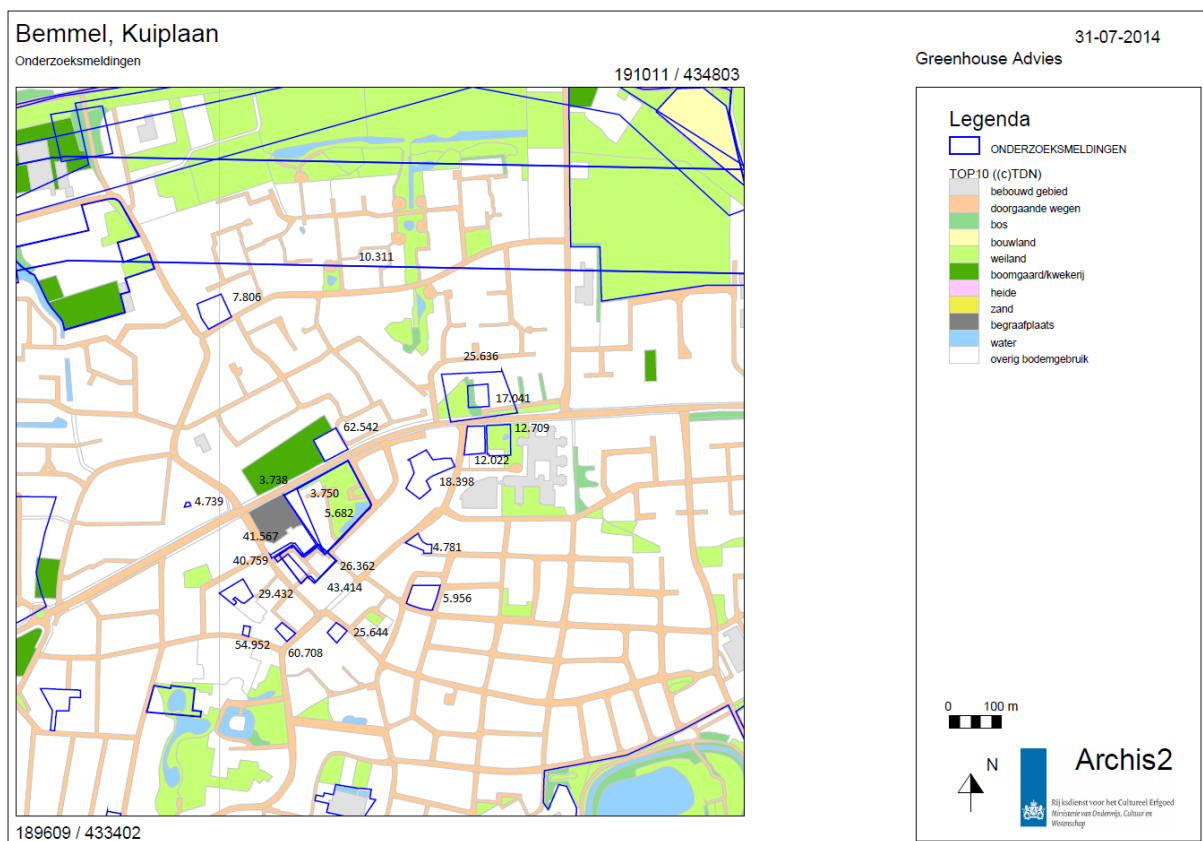 Bemmel, Kuiplaan
Onderzoeksmeldingen
31-07-2014
Greenhouse Advies
191011 / 434803
10.311
7.806
25.636
17.041
62.542
12.709
12.022
3.738
18.398
4.739
3.750
5.682
41.567
4.781
40.759
26.362
29.432
43.414
5.956
54.952
25.644
60.708
189609 / 433402
Legenda
ONDERZOEKSMELDINGEN
TOP10 ((c)TDN)
bebouwd gebied
doorgaande wegen
bos
bouwland
weiland
boomgaard/kwekerij
heide
zand
begraafplaats
water
overig bodemgebruik
0 100 m
N
Archis2
Rijksdienst voor het Cultureel Erfgoed
Ministerie van Onderwijs, Cultuur en
Wetenschap